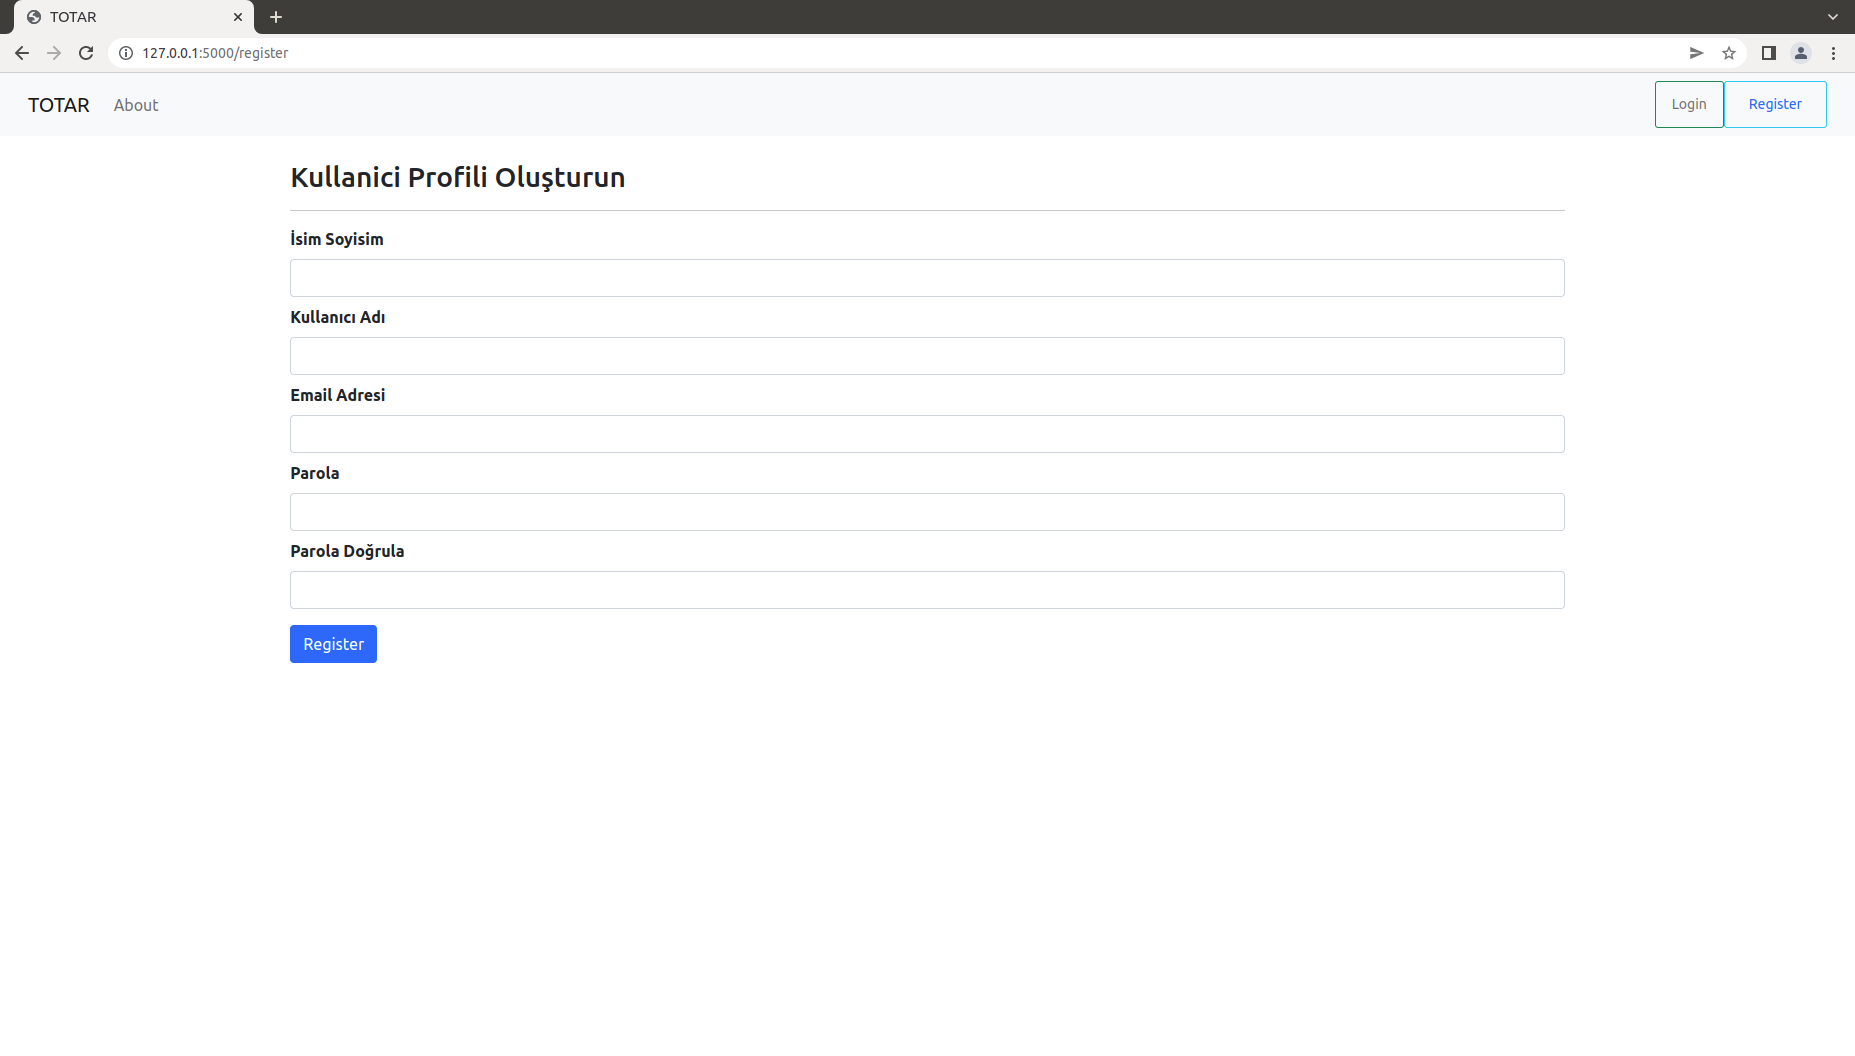 TOTAR
127.0.0.1:5000/register
TOTAR About Login Register
Kullanici Profili Oluşturun
İsim Soyisim
Kullanıcı Adı
Email Adresi
Parola
Parola Doğrula
Register